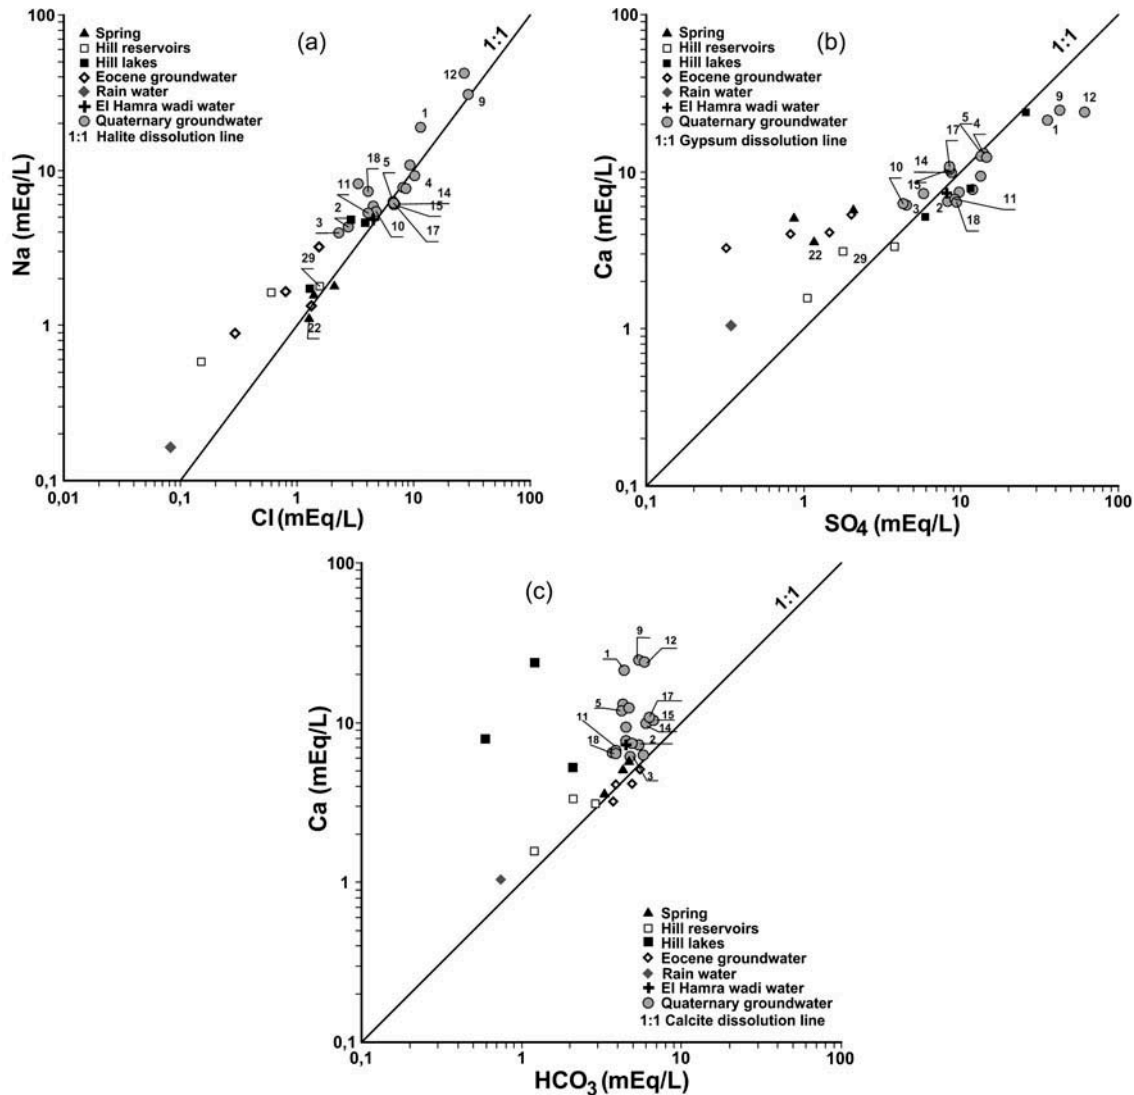 100
(a)
1:1
Spring
Hill reservoirs
Hill lakes
Eocene groundwater
Rain water
El Hamra wadi water
Quaternary groundwater
1:1 Halite dissolution line
12
9
1
18
5
11
4
14
2
15
3
10
17
29
22
10
1
0,1
Na (mEq/L)
0,01
0,1
1
10
100
Cl (mEq/L)
100
(b)
1:1
Spring
Hill reservoirs
Hill lakes
Eocene groundwater
Rain water
El Hamra wadi water
Quaternary groundwater
1:1 Gypsum dissolution line
9
12
1
5
4
17
14
10
15
3
2
11
18
22
29
10
1
0,1
Ca (mEq/L)
0,1
1
10
100
SO4 (mEq/L)
100
(c)
1:1
9
1
12
5
17
11
15
14
18
2
3
10
1
0,1
Ca (mEq/L)
Spring
Hill reservoirs
Hill lakes
Eocene groundwater
Rain water
El Hamra wadi water
Quaternary groundwater
1:1 Calcite dissolution line
0,1
1
10
100
HCO3 (mEq/L)